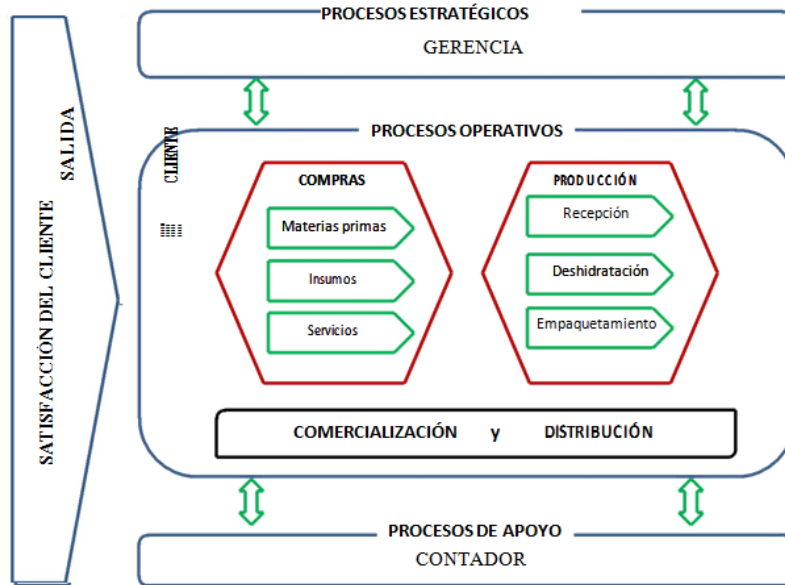 PROCESOS ESTRATÉGICOS
GERENCIA
SALIDA
SATISFACCIÓN DEL CLIENTE
CLIENTE
PROCESOS OPERATIVOS
COMPRAS
Materias primas
Insumos
Servicios
PRODUCCIÓN
Recepción
Deshidratación
Empaquetamiento
COMERCIALIZACIÓN y DISTRIBUCIÓN
PROCESOS DE APOYO
CONTADOR